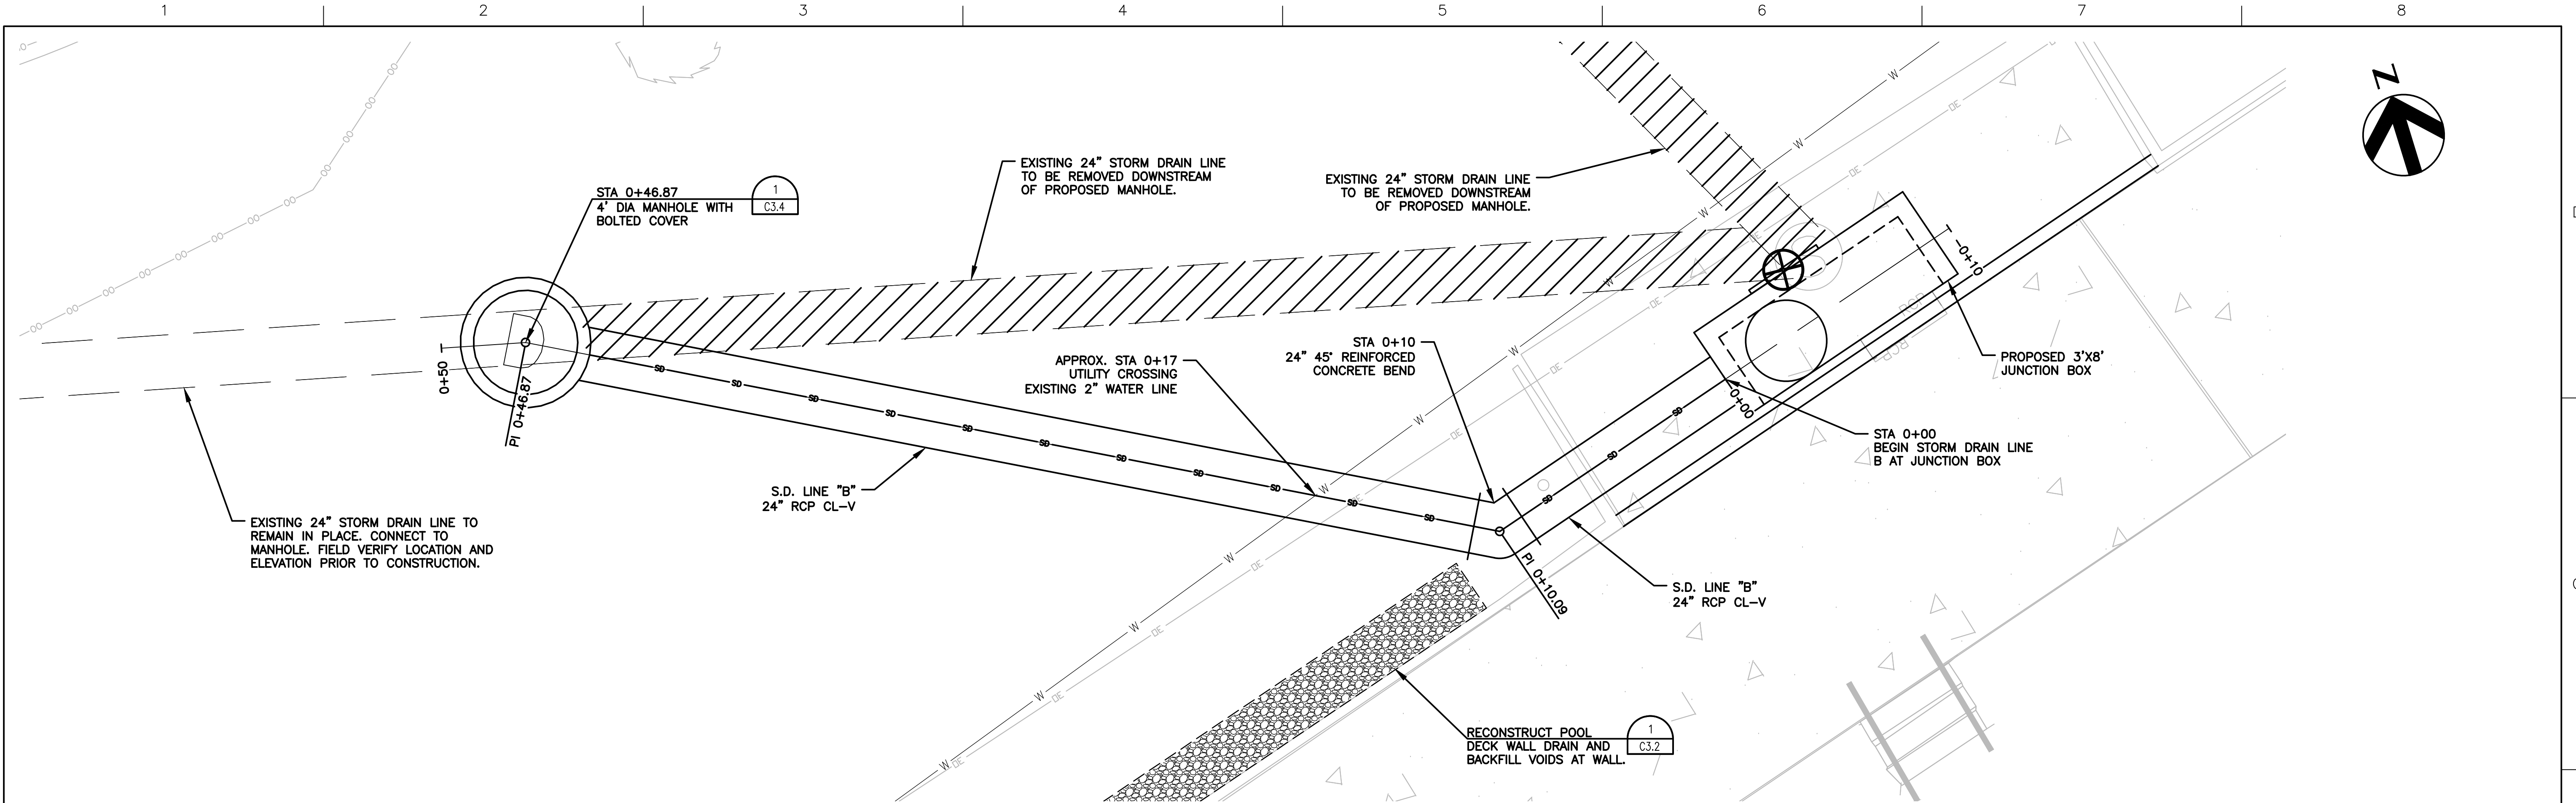 1
2
3
4
5
6
7
8
N
EXISTING 24" STORM DRAIN LINE
TO BE REMOVED DOWNSTREAM
OF PROPOSED MANHOLE.
EXISTING 24" STORM DRAIN LINE
TO BE REMOVED DOWNSTREAM
OF PROPOSED MANHOLE.
STA 0+46.87
4' DIA MANHOLE WITH
BOLTED COVER
1
C3.4
-0+10
0+50
PI 0+46.87
APPROX. STA 0+17
UTILITY CROSSING
EXISTING 2" WATER LINE
STA 0+10
24" 45° REINFORCED
CONCRETE BEND
PROPOSED 3'X8'
JUNCTION BOX
RCP
RCP
0+00
STA 0+00
BEGIN STORM DRAIN LINE
B AT JUNCTION BOX
S.D. LINE "B"
24" RCP CL-V
EXISTING 24" STORM DRAIN LINE TO
REMAIN IN PLACE. CONNECT TO
MANHOLE. FIELD VERIFY LOCATION AND
ELEVATION PRIOR TO CONSTRUCTION.
PI 0+10.09
S.D. LINE "B"
24" RCP CL-V
RECONSTRUCT POOL
DECK WALL DRAIN AND
BACKFILL VOIDS AT WALL.
1
C3.2